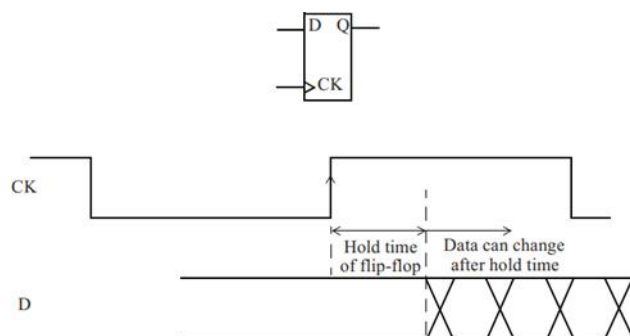 D Q
CK
CK
Hold time
of flip-flop
Data can change
after hold time
D